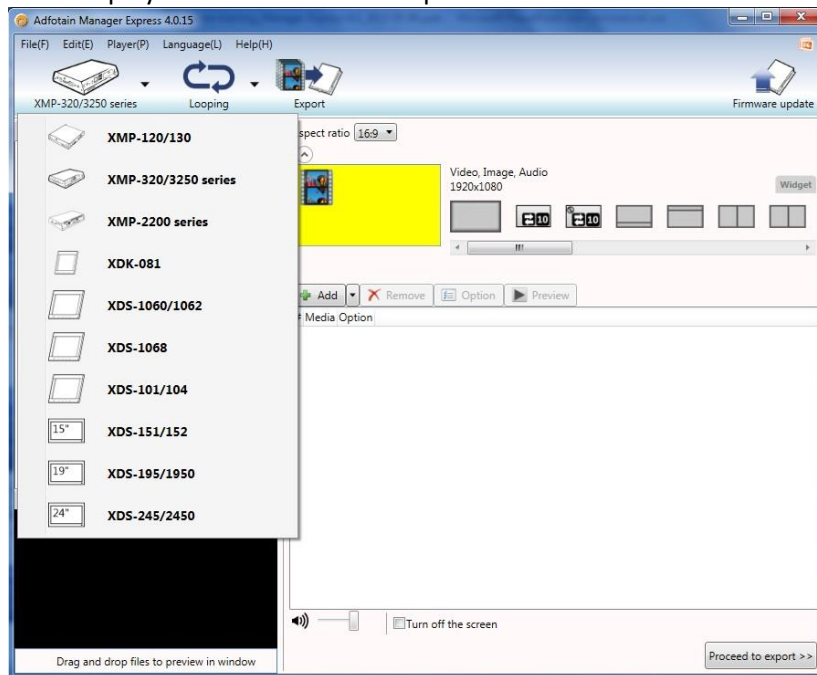 Adfotain Manager Express 4.0.15
File(F) Edit(E) Player(P) Language(L) Help(H)
XMP-320/3250 series Looping Export Firmware update
XMP-120/130
XMP-320/3250 series
XMP-2200 series
XDK-081
XDS-1060/1062
XDS-1068
XDS-101/104
15" XDS-151/152
19" XDS-195/1950
24" XDS-245/2450
spect ratio 16:9
Video, Image, Audio
1920x1080
Widget
10 10
Add Remove Option Preview
Media Option
Turn off the screen
Drag and drop files to preview in window
Proceed to export >>